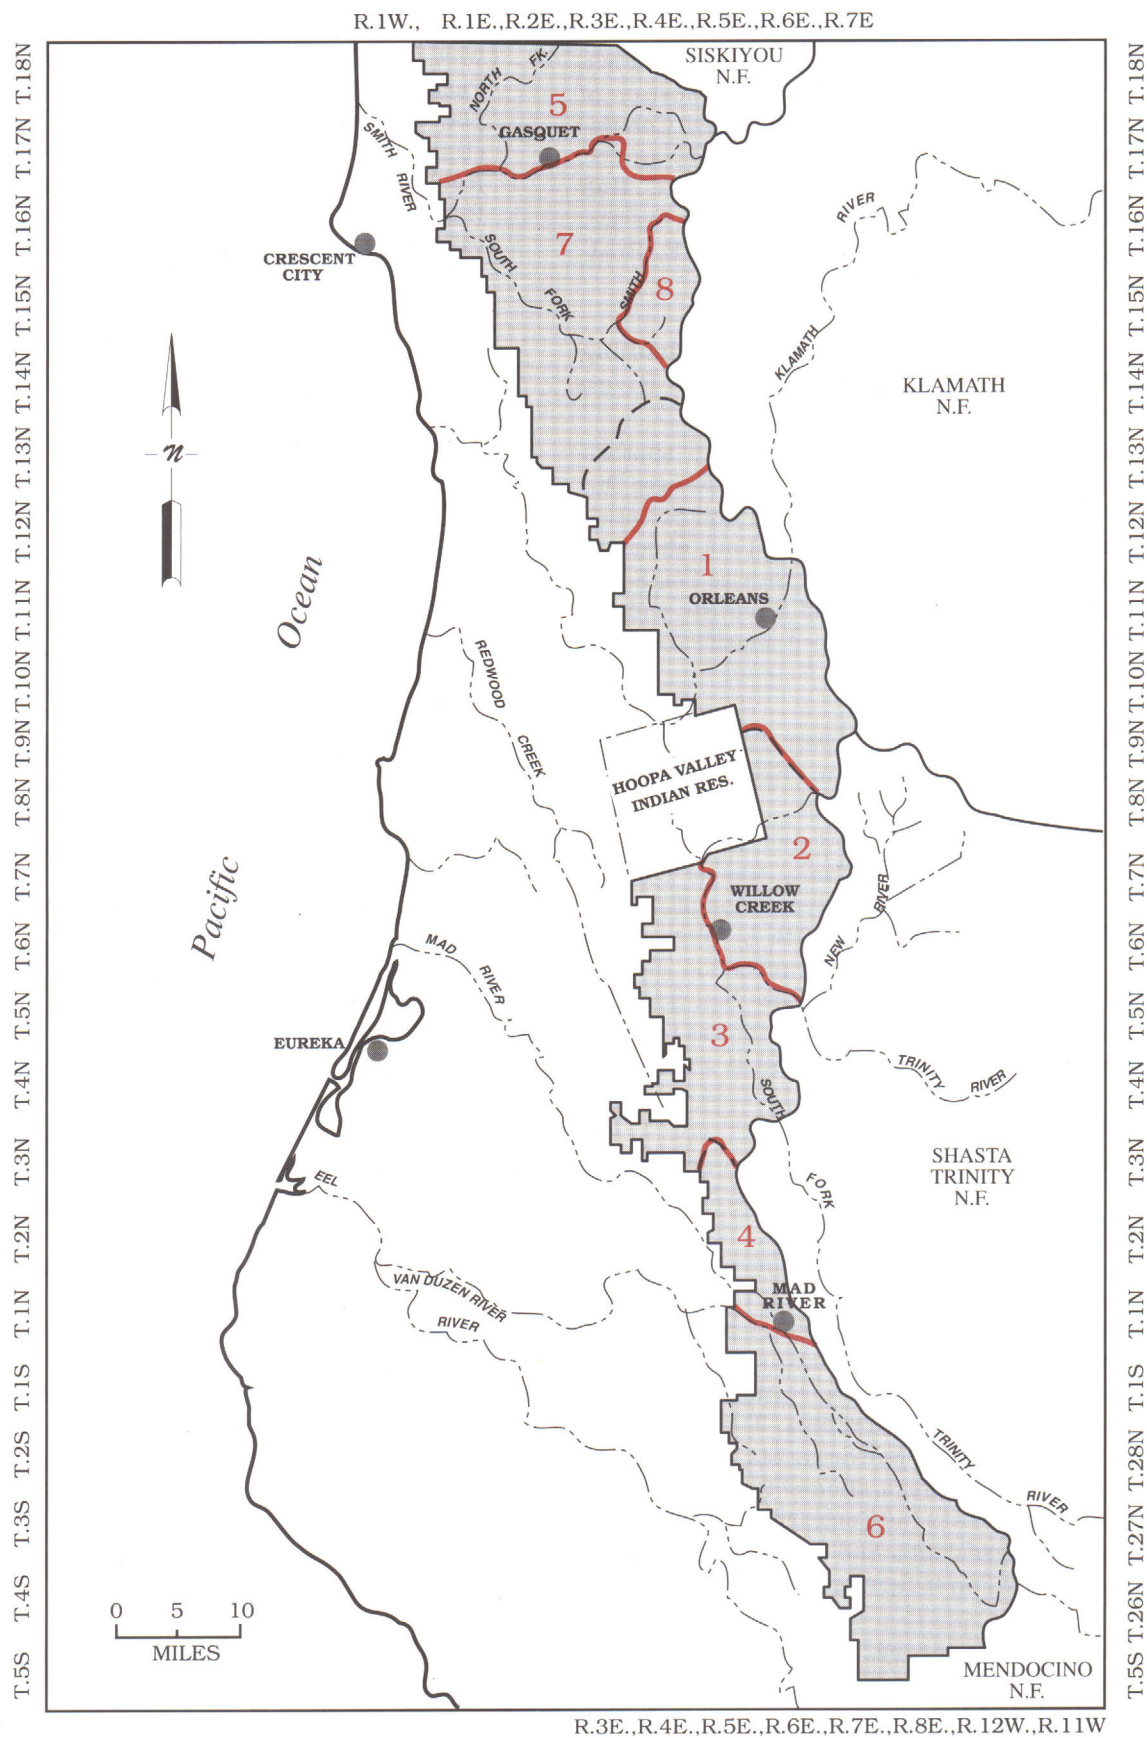 R.1W., R.1E.,R.2E.,R.3E.,R.4E.,R.5E.,R.6E.,R.7E
T.18N
T.17N
T.16N
T.15N
T.14N
T.13N
T.12N
T.11N
T.10N
T.9N
T.8N
T.7N
T.6N
T.5N
T.4N
T.3N
T.2N
T.1N
T.1S
T.2S
T.3S
T.4S
T.5S
SISKIYOU
N.F.
NORTH
FK.
5
GASQUET
SMITH
RIVER
CRESCENT
CITY
7
SOUTH
FORK
SMITH
8
RIVER
KLAMATH
KLAMATH
N.F.
n
Ocean
Pacific
1
ORLEANS
REDWOOD
CREEK
HOOPA VALLEY
INDIAN RES.
2
WILLOW
CREEK
NEW
RIVER
MAD
RIVER
EUREKA
3
SOUTH
FORK
TRINITY
RIVER
SHASTA
TRINITY
N.F.
EEL
VAN DUZEN RIVER
RIVER
4
MAD
RIVER
TRINITY
RIVER
6
0 5 10
MILES
MENDOCINO
N.F.
T.18N
T.17N
T.16N
T.15N
T.14N
T.13N
T.12N
T.11N
T.10N
T.9N
T.8N
T.7N
T.6N
T.5N
T.4N
T.3N
T.2N
T.1N
T.1S
T.28N
T.27N
T.26N
T.5S
R.3E.,R.4E.,R.5E.,R.6E.,R.7E.,R.8E.,R.12W.,R.11W